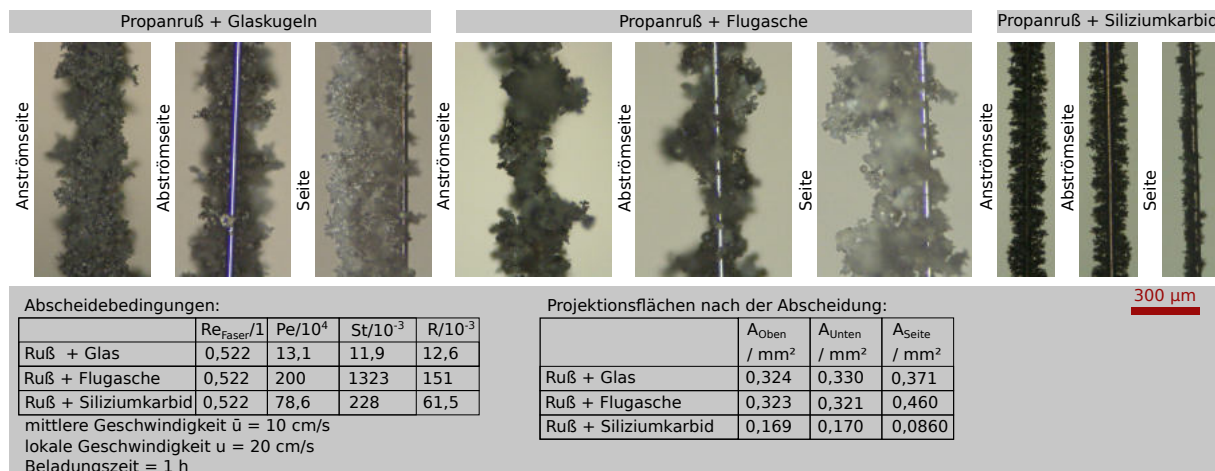 Propanruß + Glaskugeln
Propanruß + Flugasche
Propanruß + Siliziumkarbid
Anströmseite
Abströmseite
Seite
Anströmseite
Abströmseite
Seite
Anströmseite
Abströmseite
Seite
300 µm
Abscheidebedingungen:
Re_Faser/1 Pe/10⁴ St/10⁻³ R/10⁻³
Ruß + Glas 0,522 13,1 11,9 12,6
Ruß + Flugasche 0,522 200 1323 151
Ruß + Siliziumkarbid 0,522 78,6 228 61,5
mittlere Geschwindigkeit ū = 10 cm/s
lokale Geschwindigkeit u = 20 cm/s
Beladungszeit = 1 h
Projektionsflächen nach der Abscheidung:
A_Oben A_Unten A_Seite
/ mm² / mm² / mm²
Ruß + Glas 0,324 0,330 0,371
Ruß + Flugasche 0,323 0,321 0,460
Ruß + Siliziumkarbid 0,169 0,170 0,0860